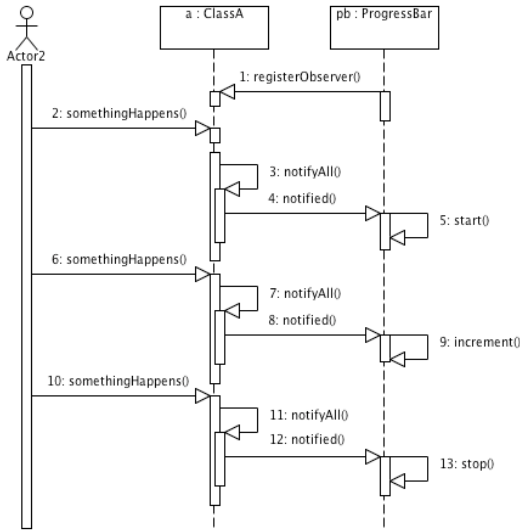 a : ClassA
pb : ProgressBar
Actor2
1: registerObserver()
2: somethingHappens()
3: notifyAll()
4: notified()
5: start()
6: somethingHappens()
7: notifyAll()
8: notified()
9: increment()
10: somethingHappens()
11: notifyAll()
12: notified()
13: stop()